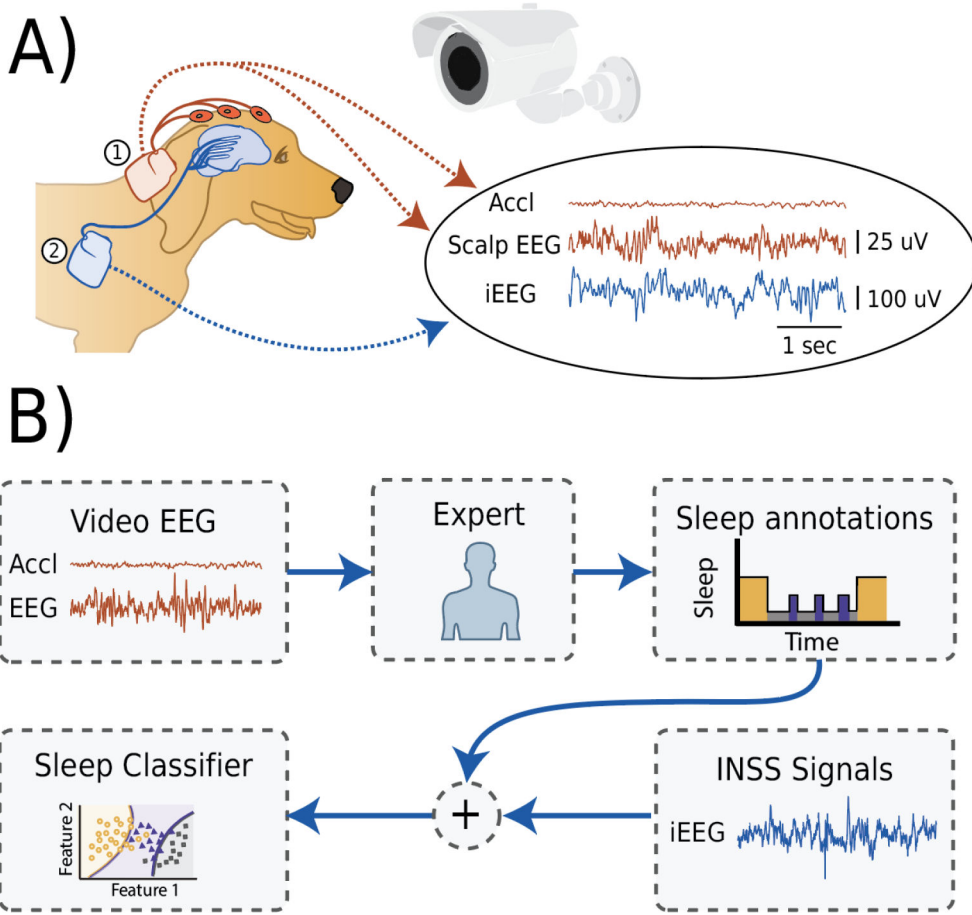 A)
①
②
Accl
Scalp EEG
25 uV
iEEG
100 uV
1 sec
B)
Video EEG
Accl
EEG
Expert
Sleep annotations
Sleep
Time
Sleep Classifier
Feature 2
Feature 1
+
INSS Signals
iEEG